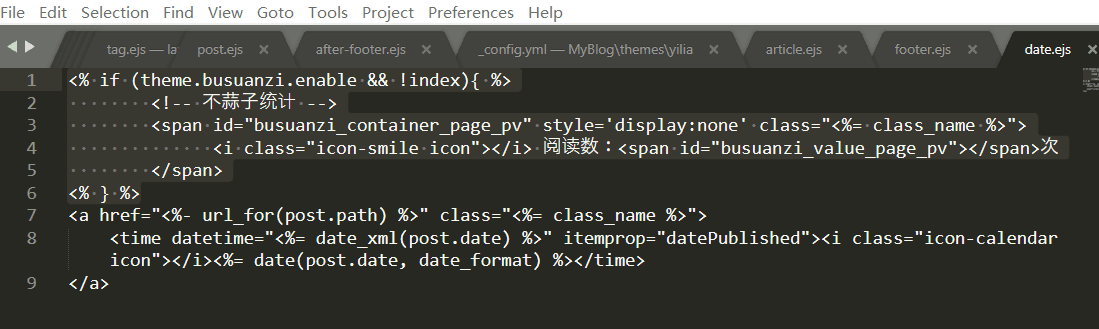 File Edit Selection Find View Goto Tools Project Preferences Help
tag.ejs — la post.ejs after-footer.ejs _config.yml — MyBlog\themes\yilia article.ejs footer.ejs date.ejs
1 <% if (theme.busuanzi.enable && !index){ %>
2 <!-- 不蒜子统计 -->
3 <span id="busuanzi_container_page_pv" style='display:none' class="<%= class_name %>">
4 <i class="icon-smile icon"></i> 阅读数：<span id="busuanzi_value_page_pv"></span>次
5 </span>
6 <% } %>
7 <a href="<%- url_for(post.path) %>" class="<%= class_name %>">
8 <time datetime="<%= date_xml(post.date) %>" itemprop="datePublished"><i class="icon-calendar
icon"></i><%= date(post.date, date_format) %></time>
9 </a>